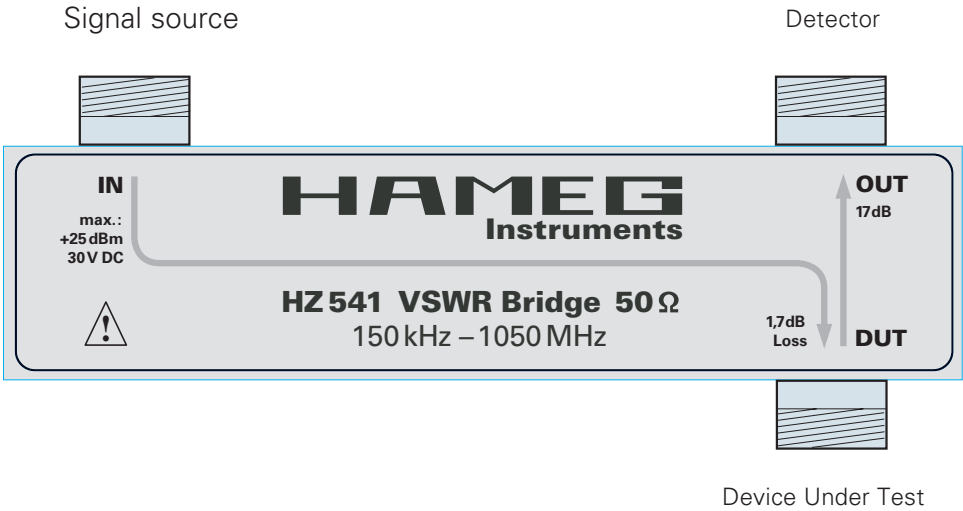 Signal source
Detector
IN
max.:
+25 dBm
30 V DC
HAMEG
Instruments
OUT
17dB
HZ 541 VSWR Bridge 50 Ω
150 kHz – 1050 MHz
1,7dB
Loss
DUT
Device Under Test